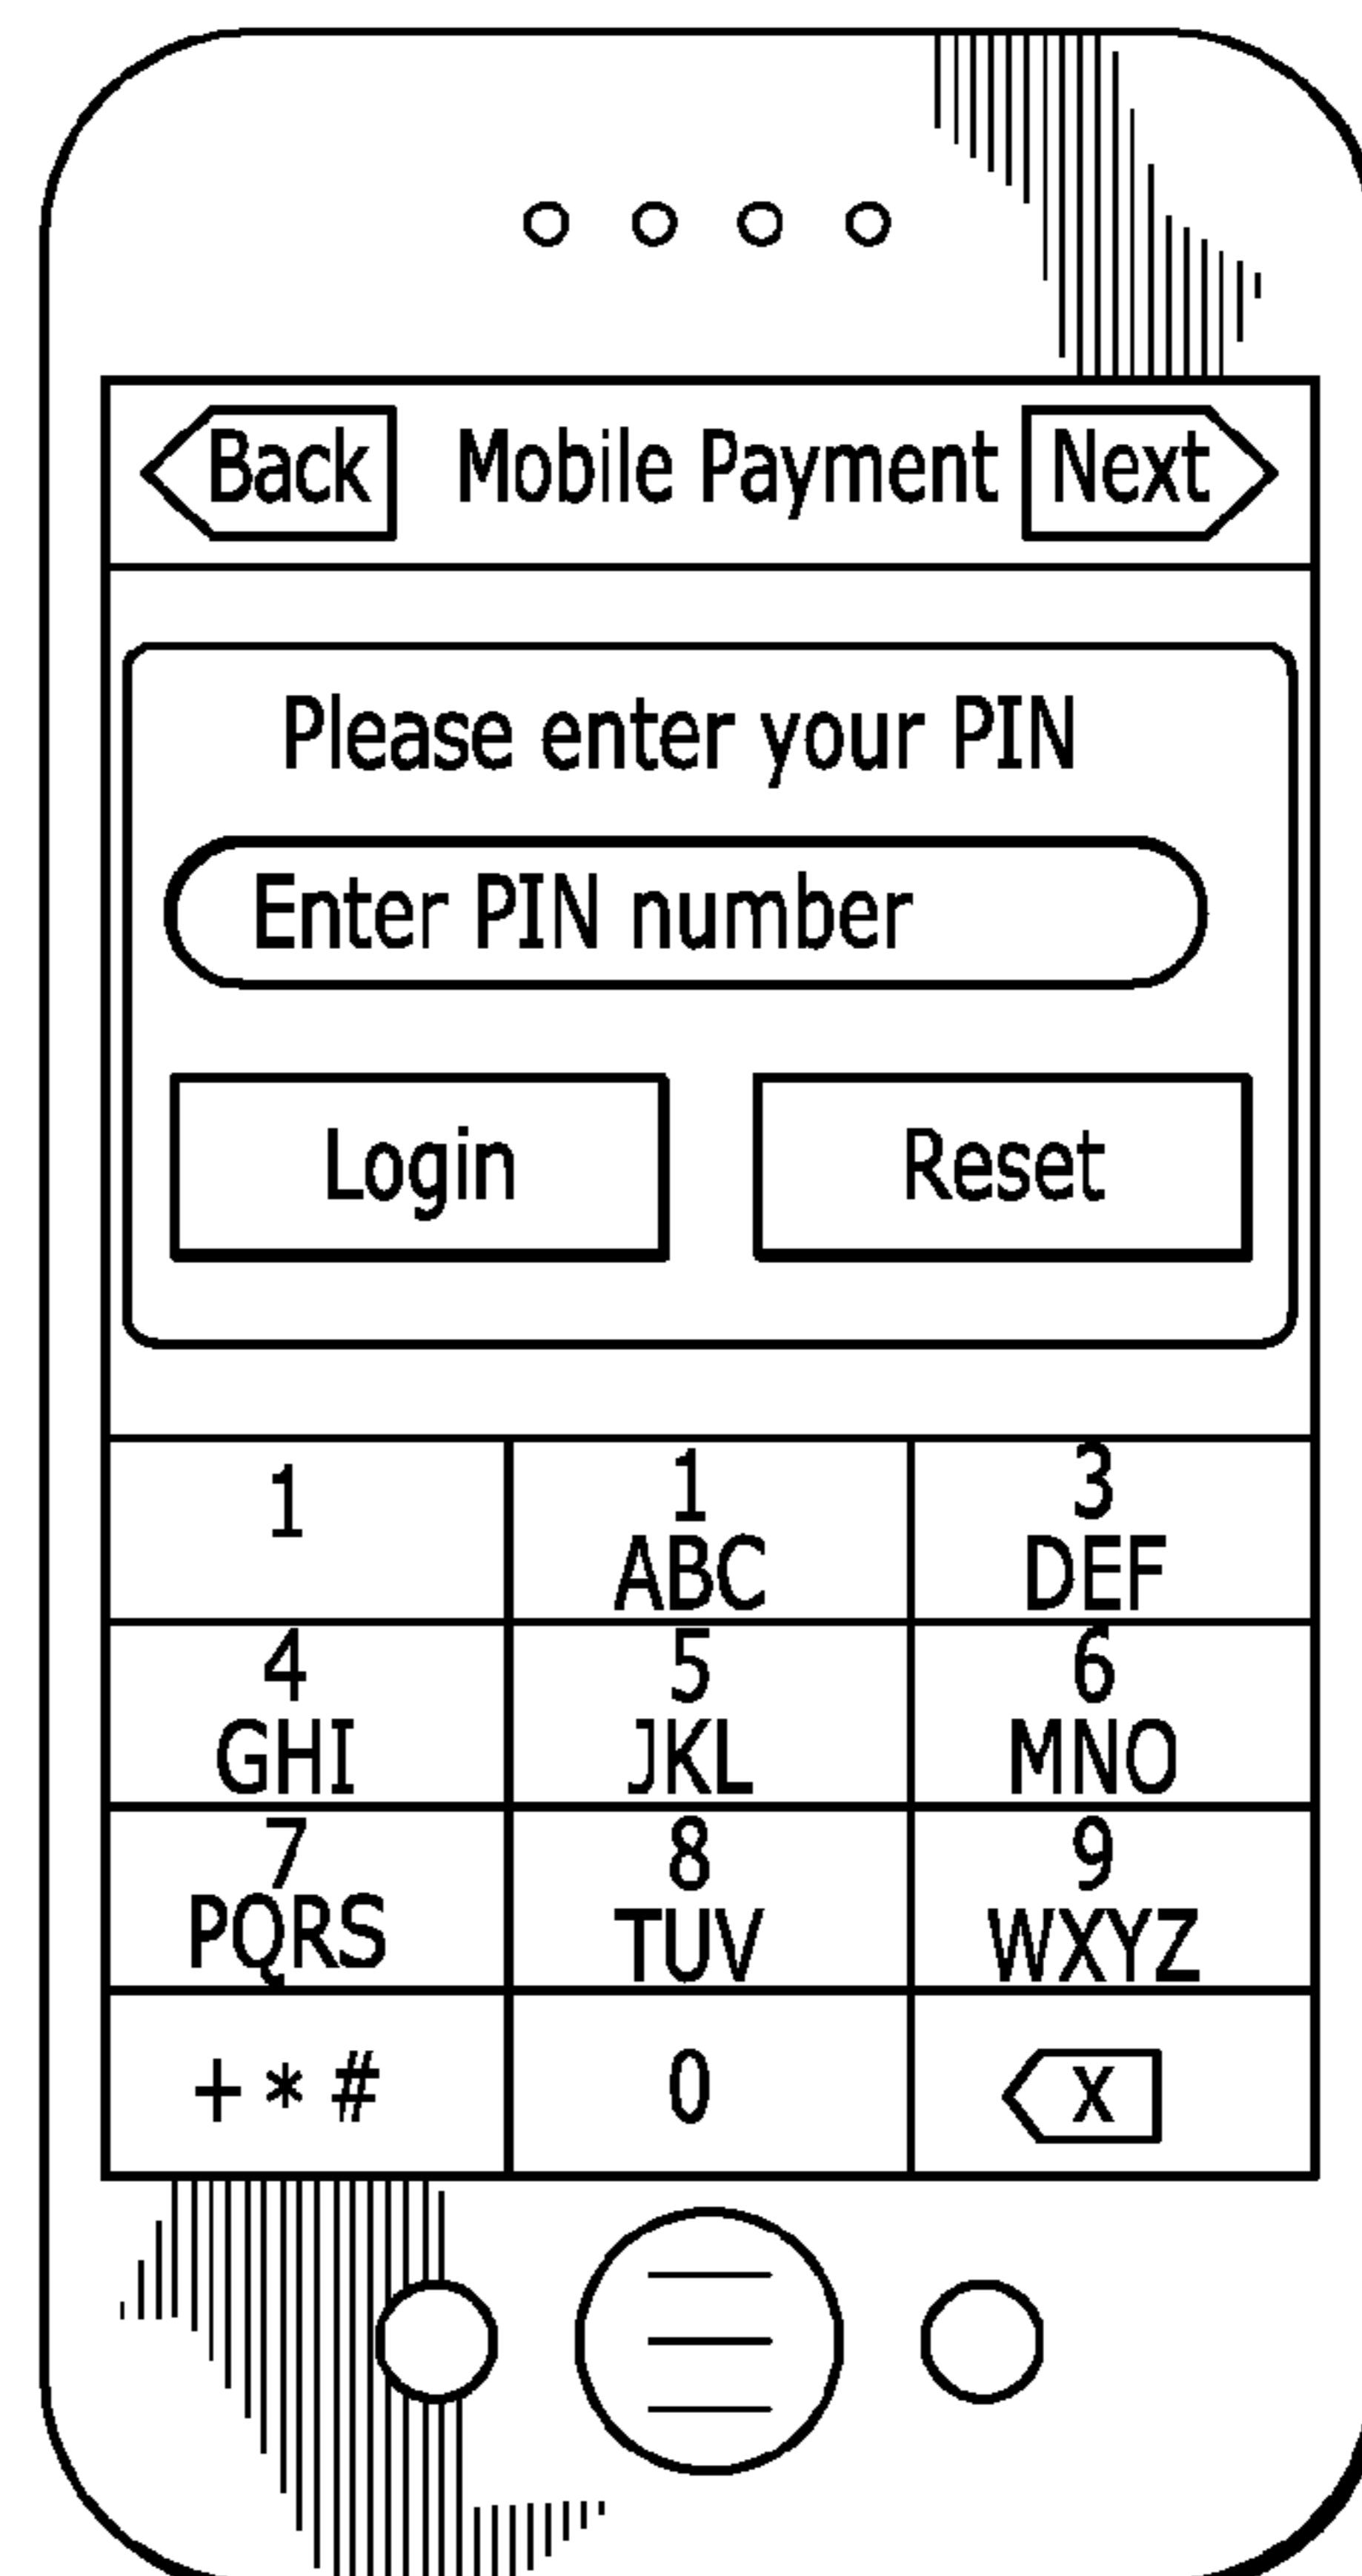 Back Mobile Payment Next
Please enter your PIN
Enter PIN number
Login Reset
1 1 3
ABC DEF
4 5 6
GHI JKL MNO
7 8 9
PQRS TUV WXYZ
+ * # 0 X